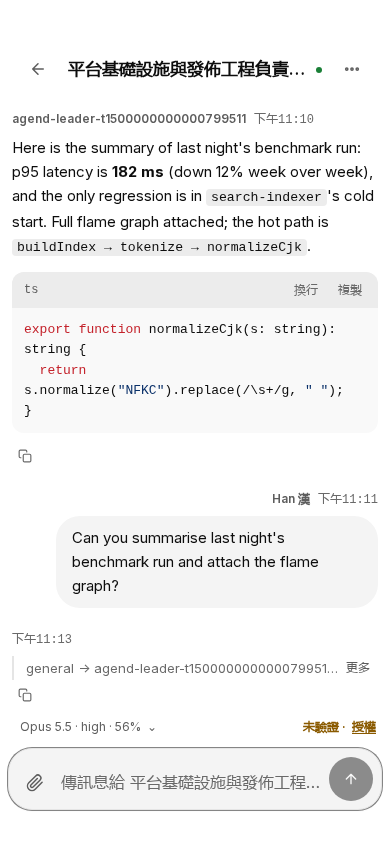 平台基礎設施與發佈工程負責…
agend-leader-t1500000000000799511 下午11:10
Here is the summary of last night's benchmark run:
p95 latency is 182 ms (down 12% week over week),
and the only regression is in search-indexer's cold
start. Full flame graph attached; the hot path is
buildIndex → tokenize → normalizeCjk.
ts 換行 複製
export function normalizeCjk(s: string):
string {
return
s.normalize("NFKC").replace(/\s+/g, " ");
}
Han 漢 下午11:11
Can you summarise last night's
benchmark run and attach the flame
graph?
下午11:13
general → agend-leader-t15000000000007995​1… 更多
Opus 5.5 · high · 56%
未驗證 · 授權
傳訊息給 平台基礎設施與發佈工程…